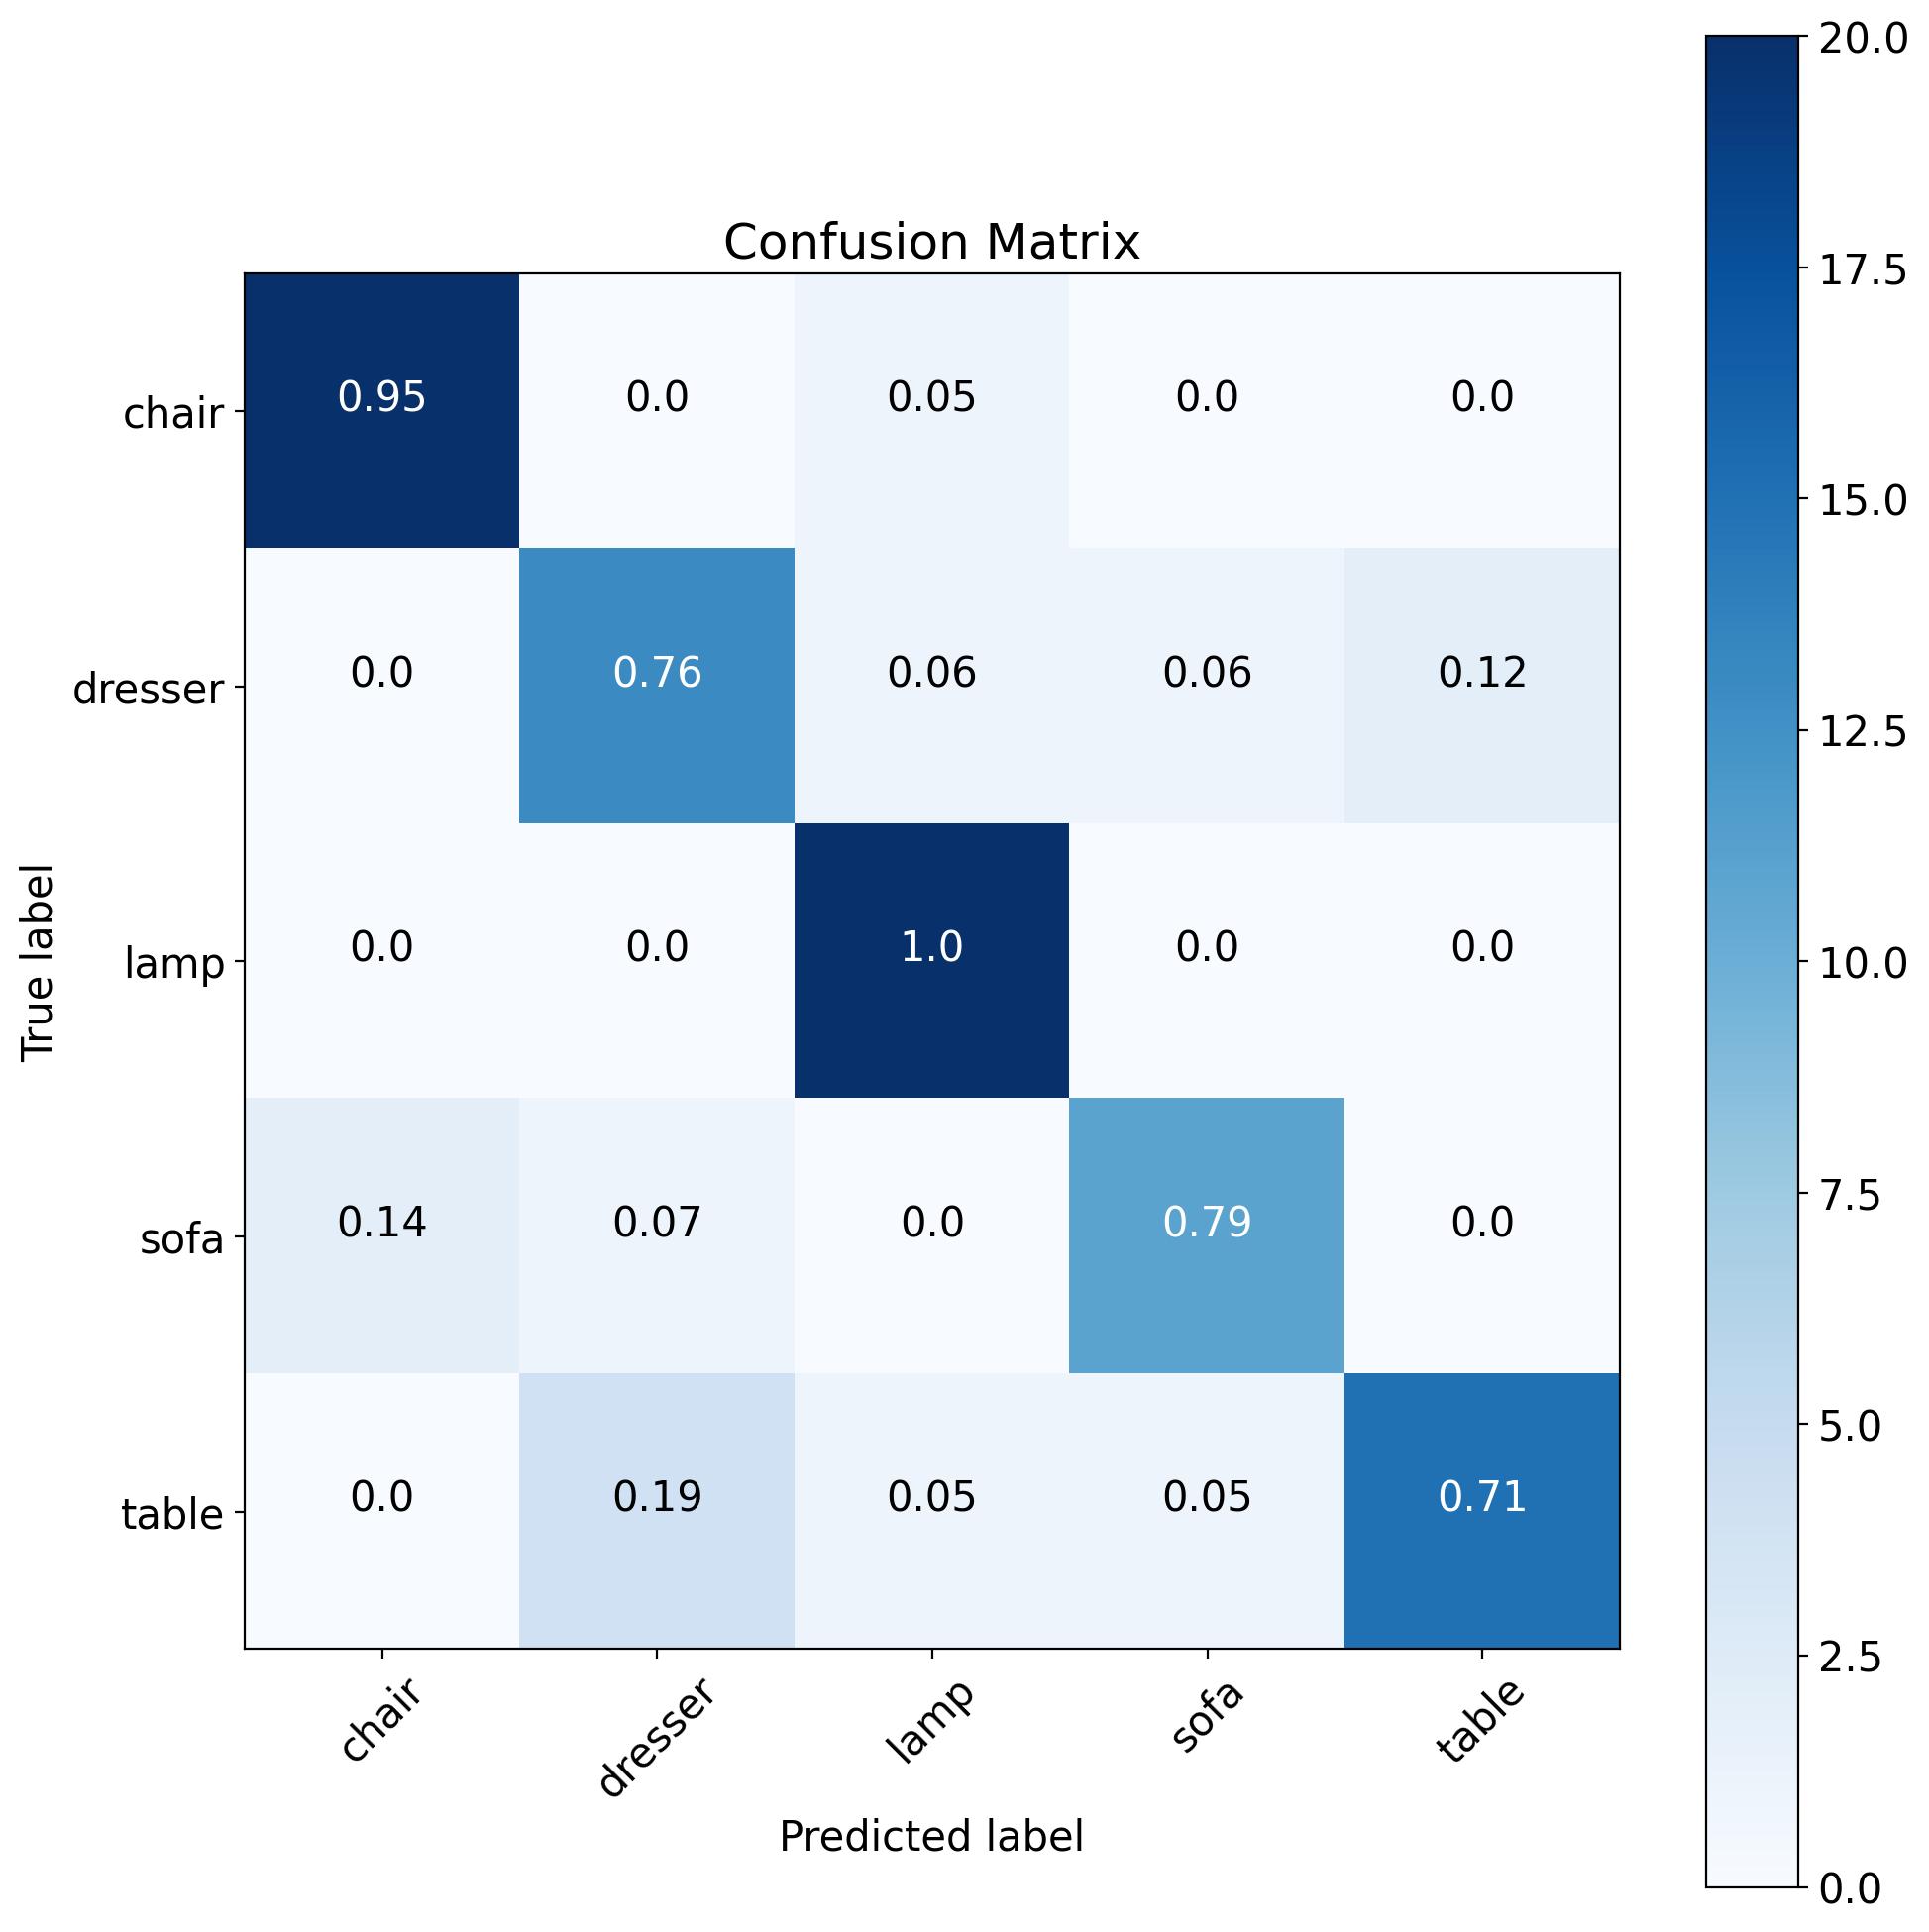 Confusion Matrix
True label
chair 0.95 0.0 0.05 0.0 0.0
dresser 0.0 0.76 0.06 0.06 0.12
lamp 0.0 0.0 1.0 0.0 0.0
sofa 0.14 0.07 0.0 0.79 0.0
table 0.0 0.19 0.05 0.05 0.71
chair dresser lamp sofa table
Predicted label
20.0
17.5
15.0
12.5
10.0
7.5
5.0
2.5
0.0